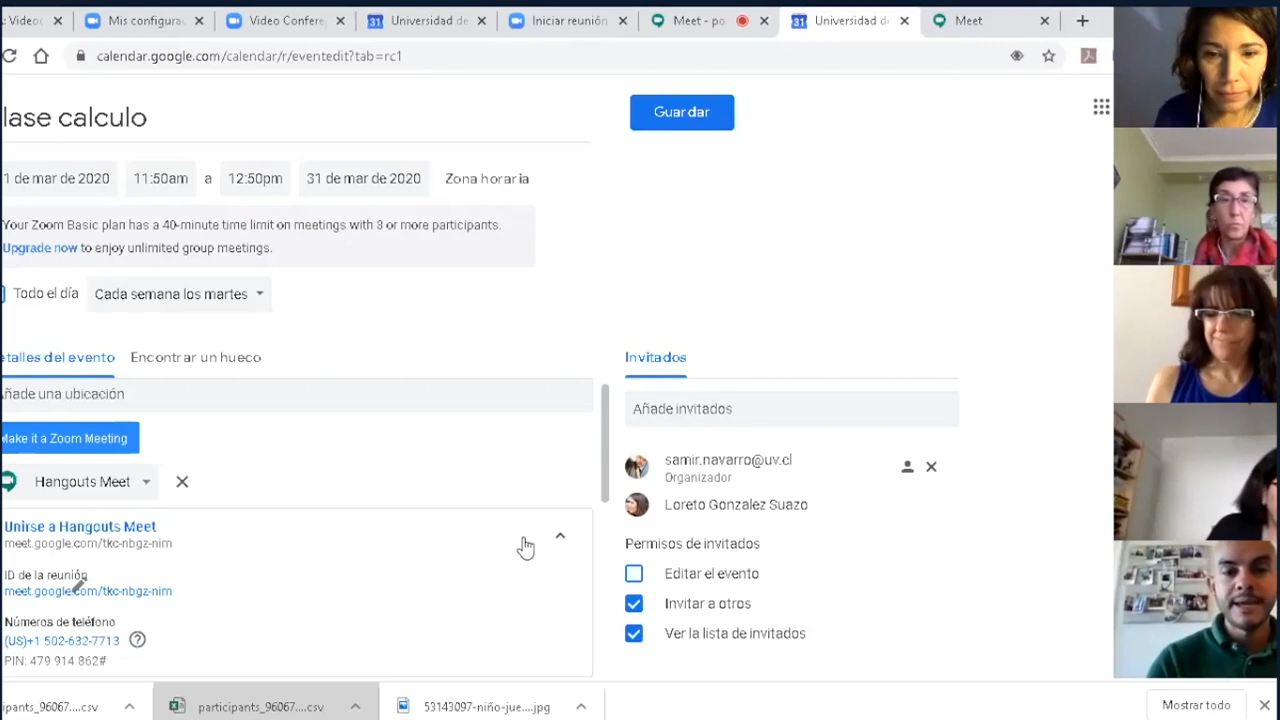 Video
Mis configura
Video Confere
Universidad de
Iniciar reunión
Meet - po
Universidad de
Meet
calendar.google.com/calendar/r/eventedit?tab=rc1
lase calculo
Guardar
1 de mar de 2020 11:50am a 12:50pm 31 de mar de 2020 Zona horaria
Your Zoom Basic plan has a 40-minute time limit on meetings with 3 or more participants.
Upgrade now to enjoy unlimited group meetings.
Todo el día Cada semana los martes
etalles del evento Encontrar un hueco
ñade una ubicación
Make it a Zoom Meeting
Hangouts Meet
Unirse a Hangouts Meet
meet.google.com/tkc-nbgz-nim
ID de la reunión
meet.google.com/tkc-nbgz-nim
Números de teléfono
(US)+1 502-632-7713
PIN: 479 914 862#
Invitados
Añade invitados
samir.navarro@uv.cl
Organizador
Loreto Gonzalez Suazo
Permisos de invitados
Editar el evento
Invitar a otros
Ver la lista de invitados
ipants_96067....csv
participants_96067....csv
53143097-niño-jue....jpg
Mostrar todo